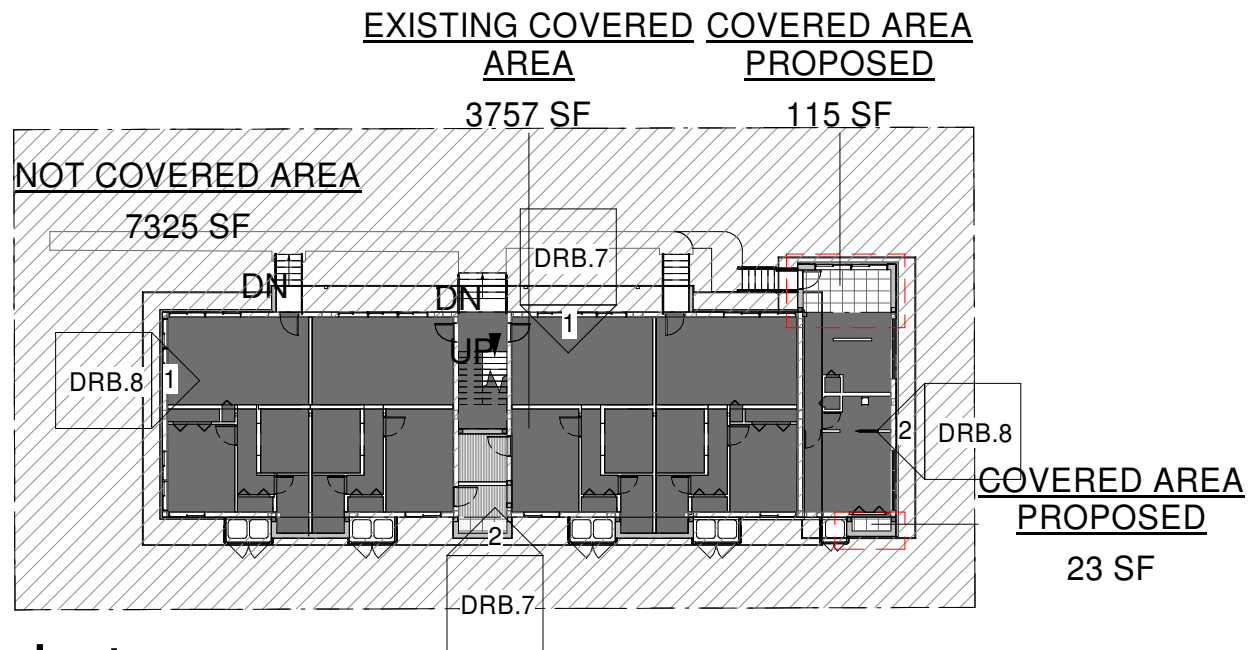 EXISTING COVERED
AREA
3757 SF
COVERED AREA
PROPOSED
115 SF
NOT COVERED AREA
7325 SF
DRB.7
1
DN
DN
UP
DRB.8
1
2
DRB.8
COVERED AREA
PROPOSED
23 SF
2
DRB.7